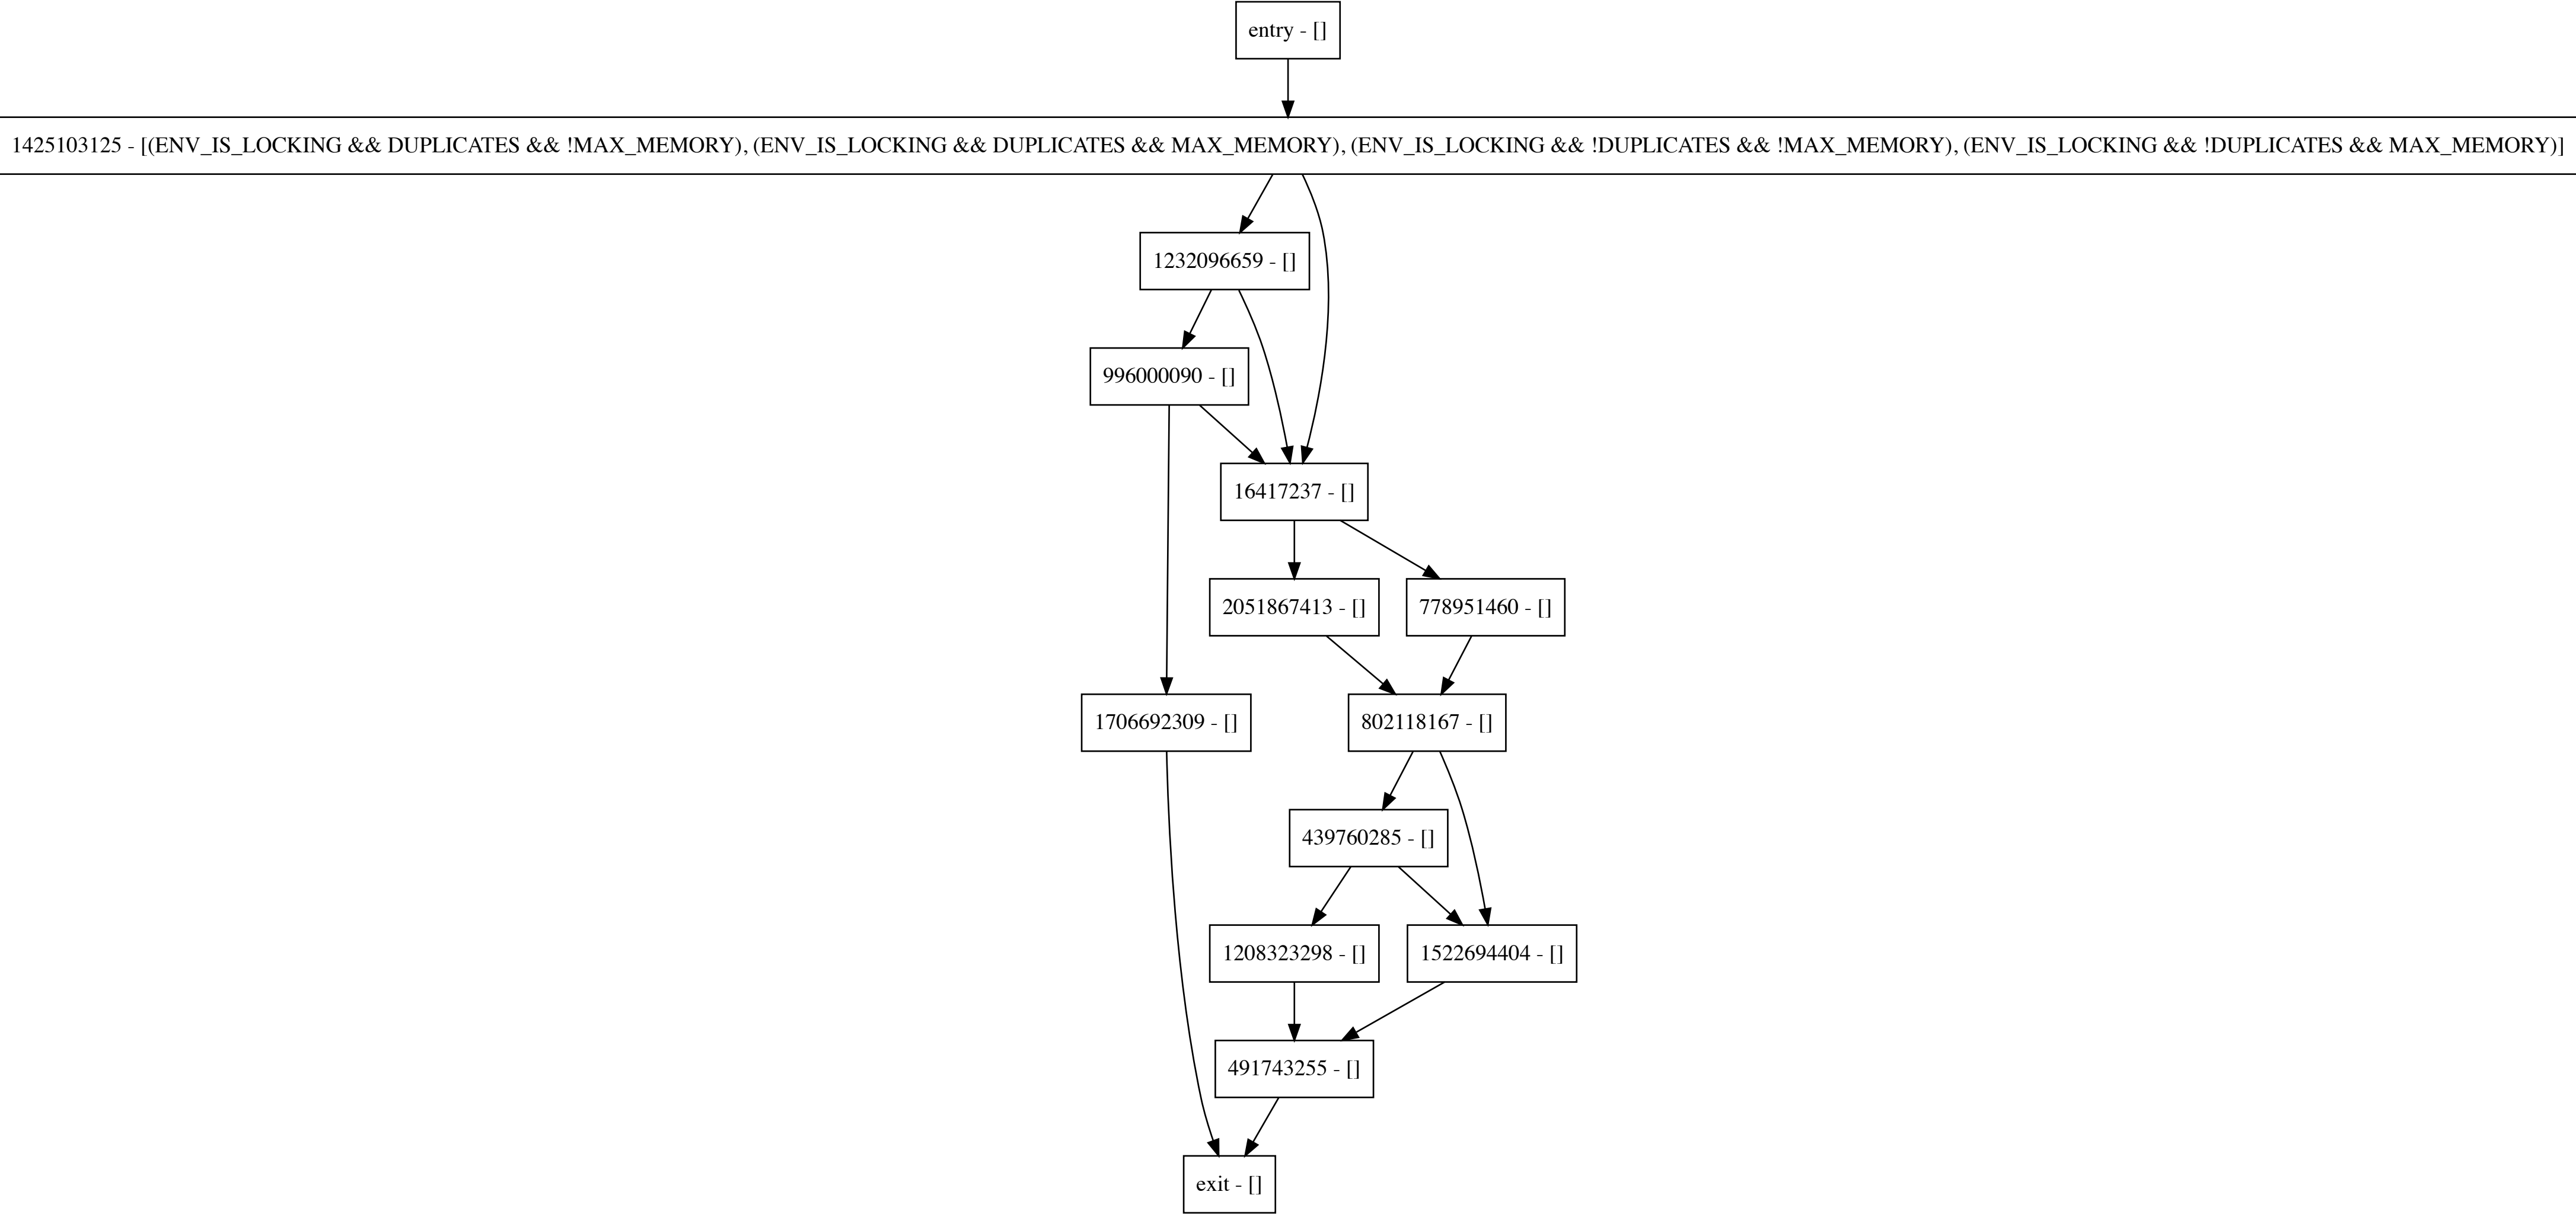 entry - []
1425103125 - [(ENV_IS_LOCKING && DUPLICATES && !MAX_MEMORY), (ENV_IS_LOCKING && DUPLICATES && MAX_MEMORY), (ENV_IS_LOCKING && !DUPLICATES && !MAX_MEMORY), (ENV_IS_LOCKING && !DUPLICATES && MAX_MEMORY)]
1232096659 - []
996000090 - []
16417237 - []
2051867413 - []
778951460 - []
1706692309 - []
802118167 - []
439760285 - []
1208323298 - []
1522694404 - []
491743255 - []
exit - []